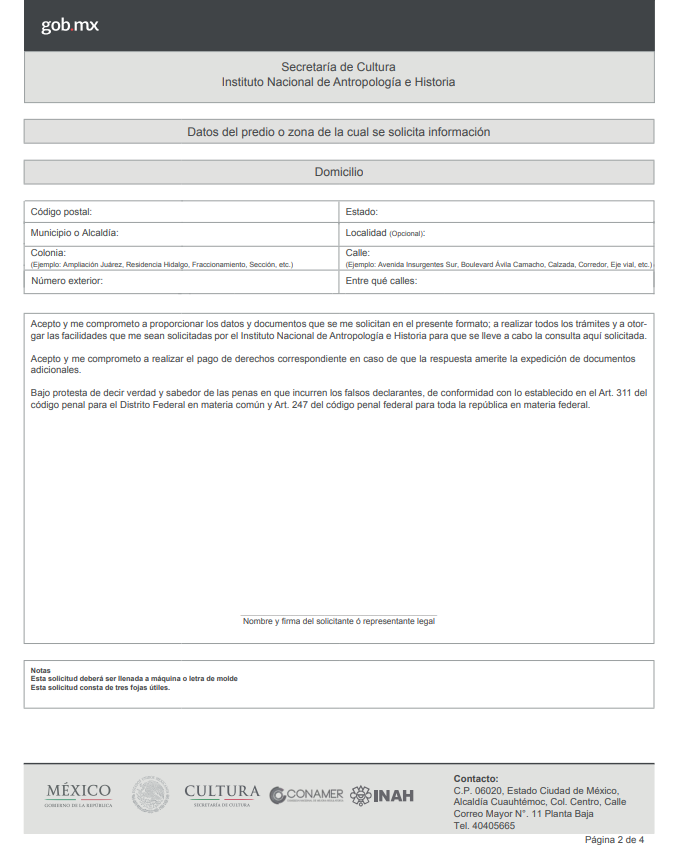 gob.mx
Secretaría de Cultura
Instituto Nacional de Antropología e Historia
Datos del predio o zona de la cual se solicita información
Domicilio
Código postal:
Estado:
Municipio o Alcaldía:
Localidad (Opcional):
Colonia:
(Ejemplo: Ampliación Juárez, Residencia Hidalgo, Fraccionamiento, Sección, etc.)
Calle:
(Ejemplo: Avenida Insurgentes Sur, Boulevard Ávila Camacho, Calzada, Corredor, Eje vial, etc.)
Número exterior:
Entre qué calles:
Acepto y me comprometo a proporcionar los datos y documentos que se me solicitan en el presente formato; a realizar todos los trámites y a otor-
gar las facilidades que me sean solicitadas por el Instituto Nacional de Antropología e Historia para que se lleve a cabo la consulta aquí solicitada.
Acepto y me comprometo a realizar el pago de derechos correspondiente en caso de que la respuesta amerite la expedición de documentos
adicionales.
Bajo protesta de decir verdad y sabedor de las penas en que incurren los falsos declarantes, de conformidad con lo establecido en el Art. 311 del
código penal para el Distrito Federal en materia común y Art. 247 del código penal federal para toda la república en materia federal.
Nombre y firma del solicitante ó representante legal
Notas
Esta solicitud deberá ser llenada a máquina o letra de molde
Esta solicitud consta de tres fojas útiles.
MÉXICO
GOBIERNO DE LA REPÚBLICA
CULTURA
SECRETARÍA DE CULTURA
CONAMER
INAH
Contacto:
C.P. 06020, Estado Ciudad de México,
Alcaldía Cuauhtémoc, Col. Centro, Calle
Correo Mayor N°. 11 Planta Baja
Tel. 40405665
Página 2 de 4